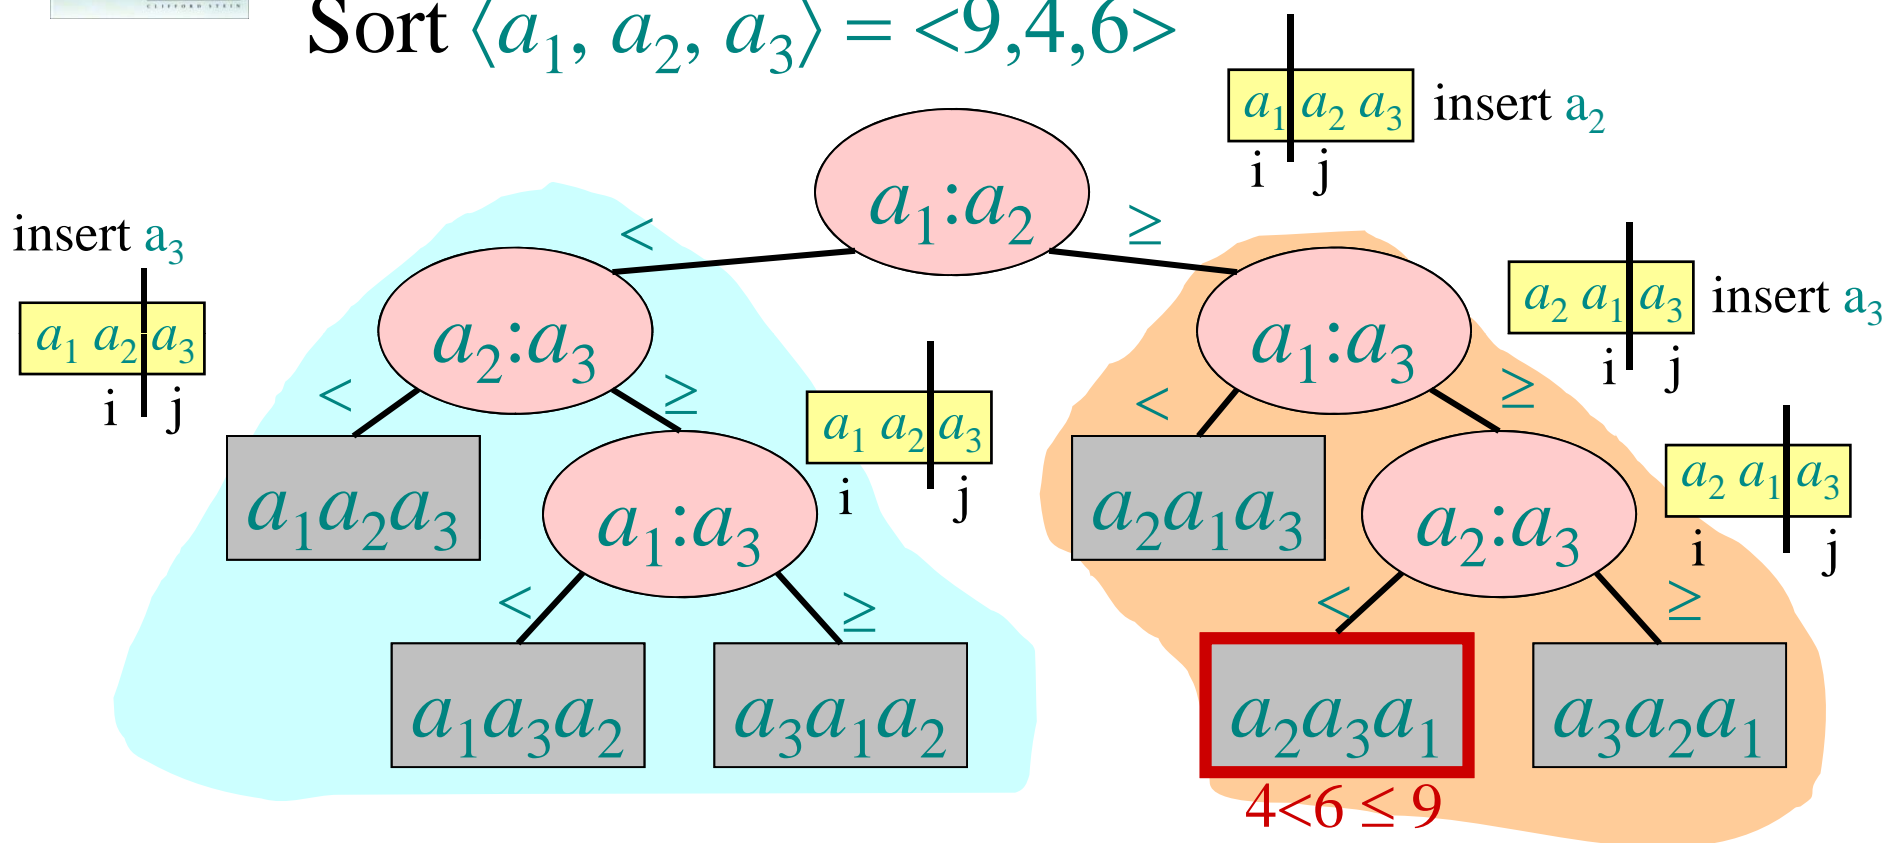 CLIFFORD STEIN
Sort ⟨a₁, a₂, a₃⟩ = <9,4,6>
a₁ a₂ a₃ insert a₂
i j
a₁:a₂
< ≥
insert a₃
a₁ a₂ a₃
i j
a₂:a₃
< ≥
a₁:a₃
< ≥
a₂ a₁ a₃ insert a₃
i j
a₁ a₂ a₃
i j
a₂ a₁ a₃
i j
a₁a₂a₃
a₁:a₃
< ≥
a₂a₁a₃
a₂:a₃
< ≥
a₁a₃a₂
a₃a₁a₂
a₂a₃a₁
a₃a₂a₁
4<6 ≤ 9